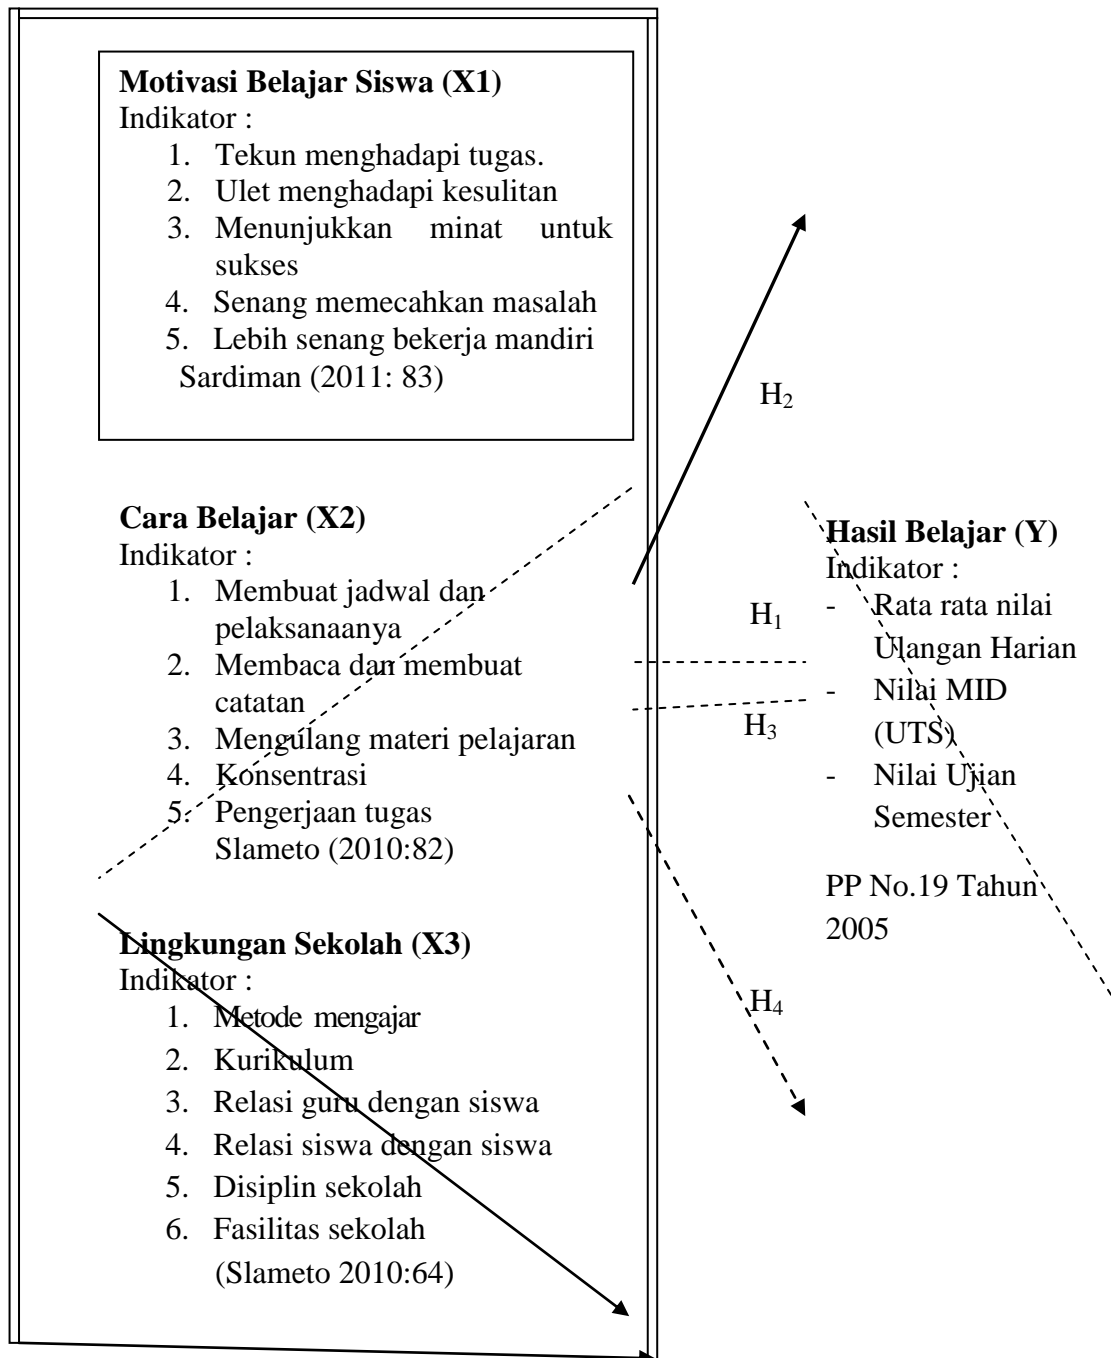 Motivasi Belajar Siswa (X1)
Indikator :
1. Tekun menghadapi tugas.
2. Ulet menghadapi kesulitan
3. Menunjukkan minat untuk
sukses
4. Senang memecahkan masalah
5. Lebih senang bekerja mandiri
Sardiman (2011: 83)
Cara Belajar (X2)
Indikator :
1. Membuat jadwal dan
pelaksanaanya
2. Membaca dan membuat
catatan
3. Mengulang materi pelajaran
4. Konsentrasi
5. Pengerjaan tugas
Slameto (2010:82)
Lingkungan Sekolah (X3)
Indikator :
1. Metode mengajar
2. Kurikulum
3. Relasi guru dengan siswa
4. Relasi siswa dengan siswa
5. Disiplin sekolah
6. Fasilitas sekolah
(Slameto 2010:64)
H₂
H₁
H₃
H₄
Hasil Belajar (Y)
Indikator :
- Rata rata nilai
Ulangan Harian
- Nilai MID
(UTS)
- Nilai Ujian
Semester
PP No.19 Tahun
2005